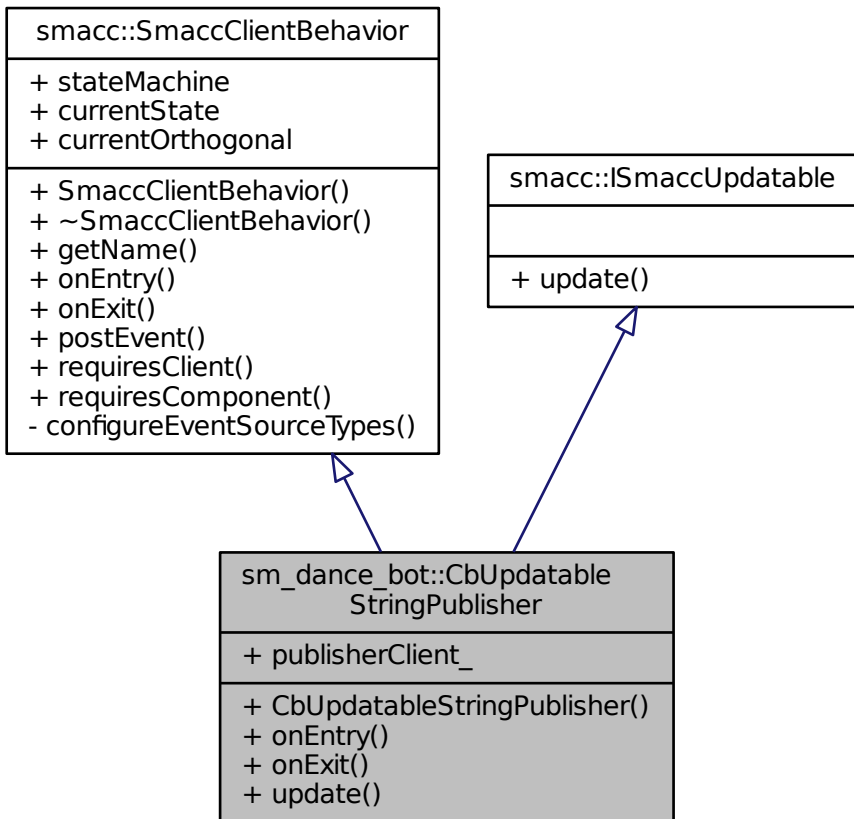 smacc::SmaccClientBehavior
+ stateMachine
+ currentState
+ currentOrthogonal
+ SmaccClientBehavior()
+ ~SmaccClientBehavior()
+ getName()
+ onEntry()
+ onExit()
+ postEvent()
+ requiresClient()
+ requiresComponent()
- configureEventSourceTypes()
smacc::ISmaccUpdatable
+ update()
sm_dance_bot::CbUpdatable
StringPublisher
+ publisherClient_
+ CbUpdatableStringPublisher()
+ onEntry()
+ onExit()
+ update()